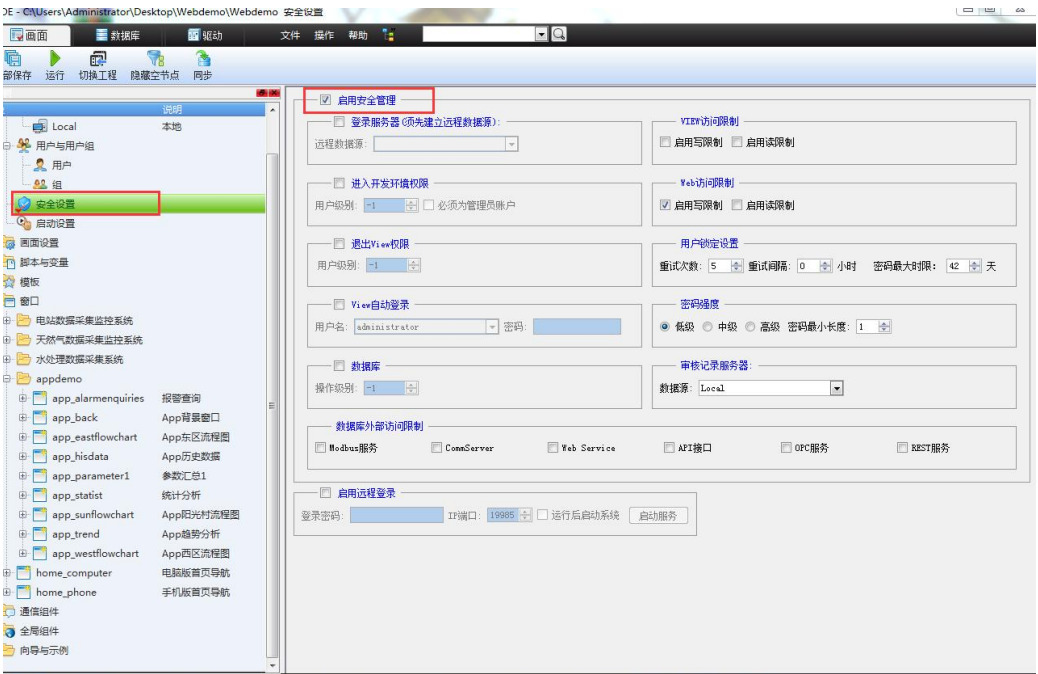 DE - C:\Users\Administrator\Desktop\Webdemo\Webdemo 安全设置
画面 数据库 驱动 文件 操作 帮助
部保存 运行 切换工程 隐藏空节点 同步
说明
Local 本地
用户与用户组
用户
组
安全设置
启动设置
画面设置
脚本与变量
模板
窗口
电站数据采集监控系统
天然气数据采集监控系统
水处理数据采集系统
appdemo
app_alarmenquiries 报警查询
app_back App背景窗口
app_eastflowchart App东区流程图
app_hisdata App历史数据
app_parameter1 参数汇总1
app_statist 统计分析
app_sunflowchart App阳光村流程图
app_trend App趋势分析
app_westflowchart App西区流程图
home_computer 电脑版首页导航
home_phone 手机版首页导航
通信组件
全局组件
向导与示例
启用安全管理
登录服务器(须先建立远程数据源):
远程数据源:
VIEW访问限制
启用写限制 启用读限制
进入开发环境权限
用户级别: -1 必须为管理员账户
Web访问限制
启用写限制 启用读限制
退出View权限
用户级别: -1
用户锁定设置
重试次数: 5 重试间隔: 0 小时 密码最大时限: 42 天
View自动登录
用户名: administrator 密码:
密码强度
低级 中级 高级 密码最小长度: 1
数据库
操作级别: -1
审核记录服务器:
数据源: Local
数据库外部访问限制
Modbus服务 CommServer Web Service API接口 OPC服务 REST服务
启用远程登录
登录密码: IP端口: 19985 运行后启动系统 启动服务